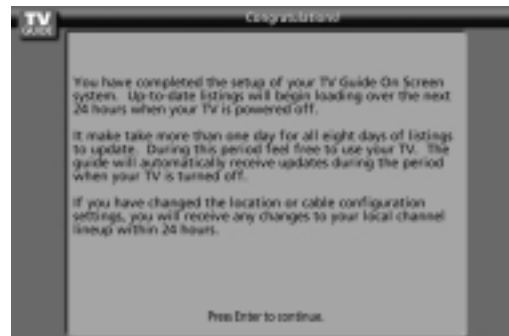 TV
GUIDE
Congratulations!
You have completed the setup of your TV Guide On Screen
system. Up-to-date listings will begin loading over the next
24 hours when your TV is powered off.
It make take more than one day for all eight days of listings
to update. During this period feel free to use your TV. The
guide will automatically receive updates during the period
when your TV is turned off.
If you have changed the location or cable configuration
settings, you will receive any changes to your local channel
lineup within 24 hours.
Press Enter to continue.